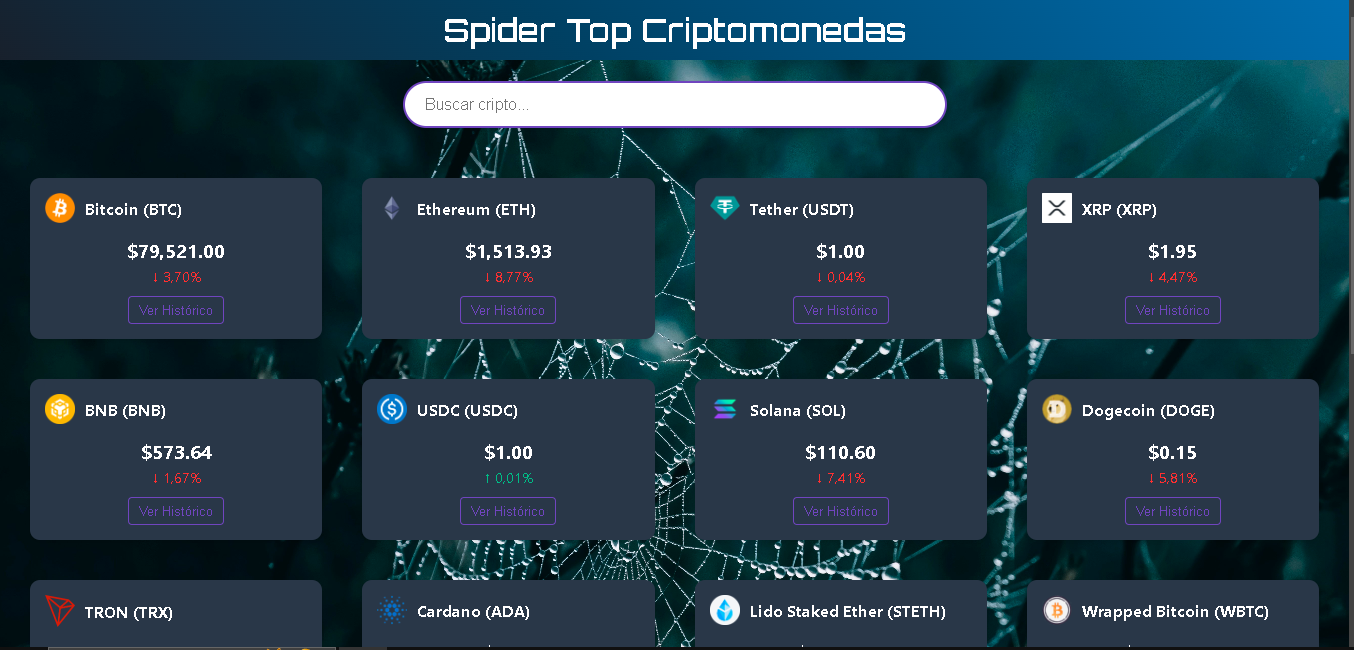 Spider Top Criptomonedas
Buscar cripto...
Bitcoin (BTC)
$79,521.00
↓ 3,70%
Ver Histórico
Ethereum (ETH)
$1,513.93
↓ 8,77%
Ver Histórico
Tether (USDT)
$1.00
↓ 0,04%
Ver Histórico
XRP (XRP)
$1.95
↓ 4,47%
Ver Histórico
BNB (BNB)
$573.64
↓ 1,67%
Ver Histórico
USDC (USDC)
$1.00
↑ 0,01%
Ver Histórico
Solana (SOL)
$110.60
↓ 7,41%
Ver Histórico
Dogecoin (DOGE)
$0.15
↓ 5,81%
Ver Histórico
TRON (TRX)
Cardano (ADA)
Lido Staked Ether (STETH)
Wrapped Bitcoin (WBTC)